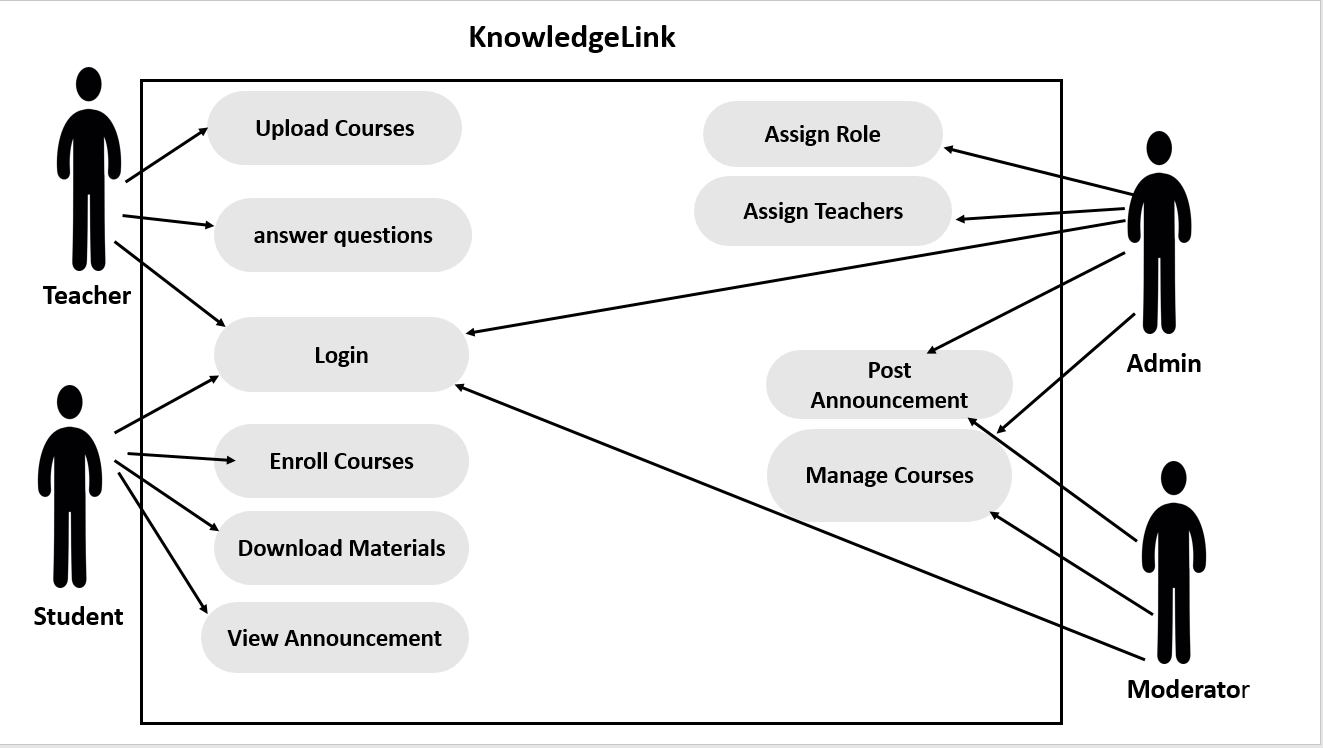 KnowledgeLink
Upload Courses
answer questions
Teacher
Login
Enroll Courses
Download Materials
Student
View Announcement
Assign Role
Assign Teachers
Admin
Post
Announcement
Manage Courses
Moderator